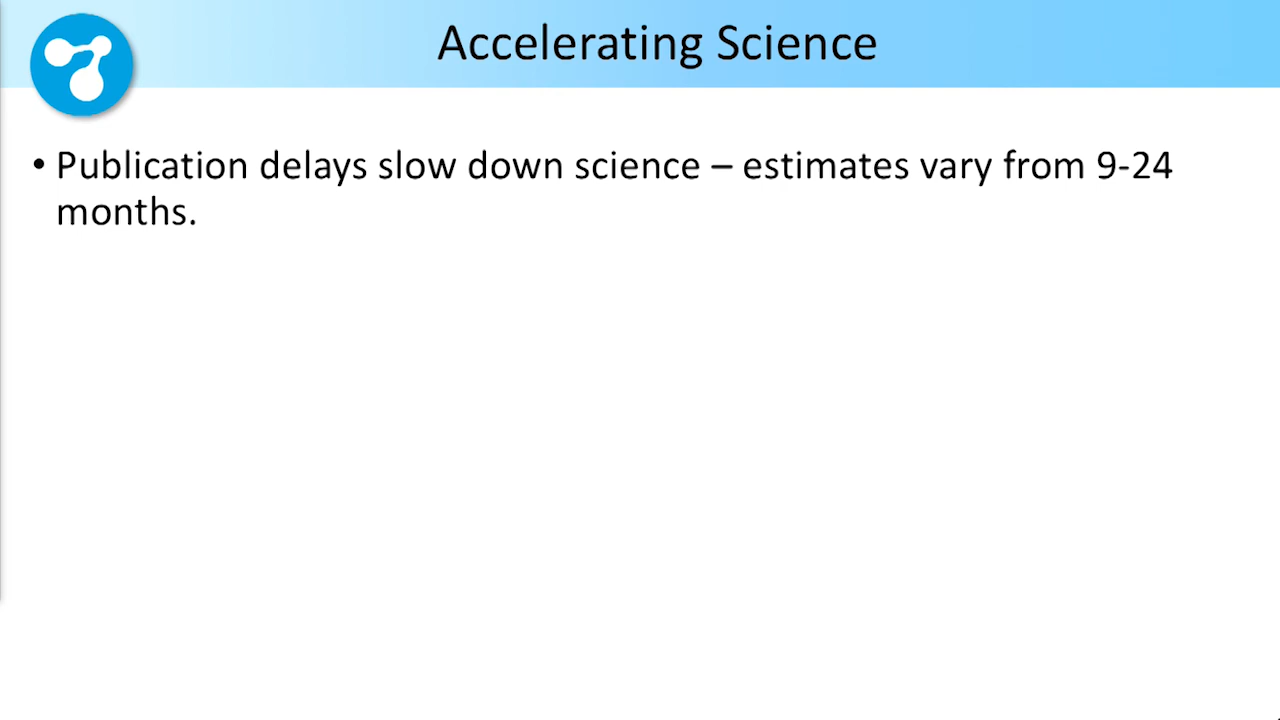 Accelerating Science
• Publication delays slow down science – estimates vary from 9-24
months.